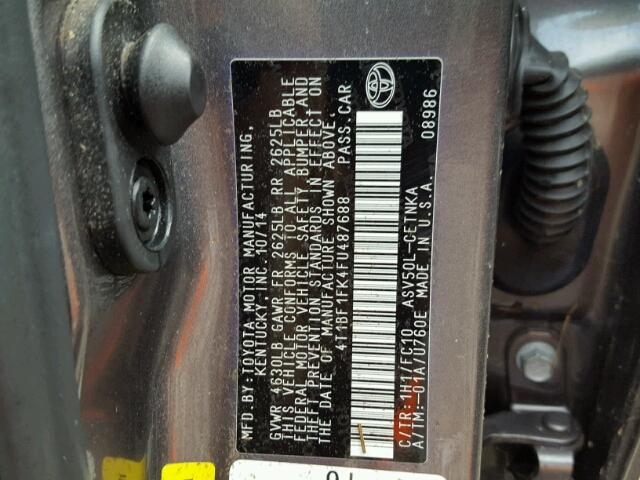 MFD. BY: TOYOTA MOTOR MANUFACTURING,
KENTUCKY, INC. 10/14
GVWR 4630LB GAWR FR 2625LB RR 2625LB
THIS VEHICLE CONFORMS TO ALL APPLICABLE
FEDERAL MOTOR VEHICLE SAFETY, BUMPER, AND
THEFT PREVENTION STANDARDS IN EFFECT ON
THE DATE OF MANUFACTURE SHOWN ABOVE.
4T1BF1FK4FU487688 PASS. CAR
C/TR: 1H1/FC10 ASV50L-CETNKA
A/TM: -01A/U760E MADE IN U.S.A. 08986